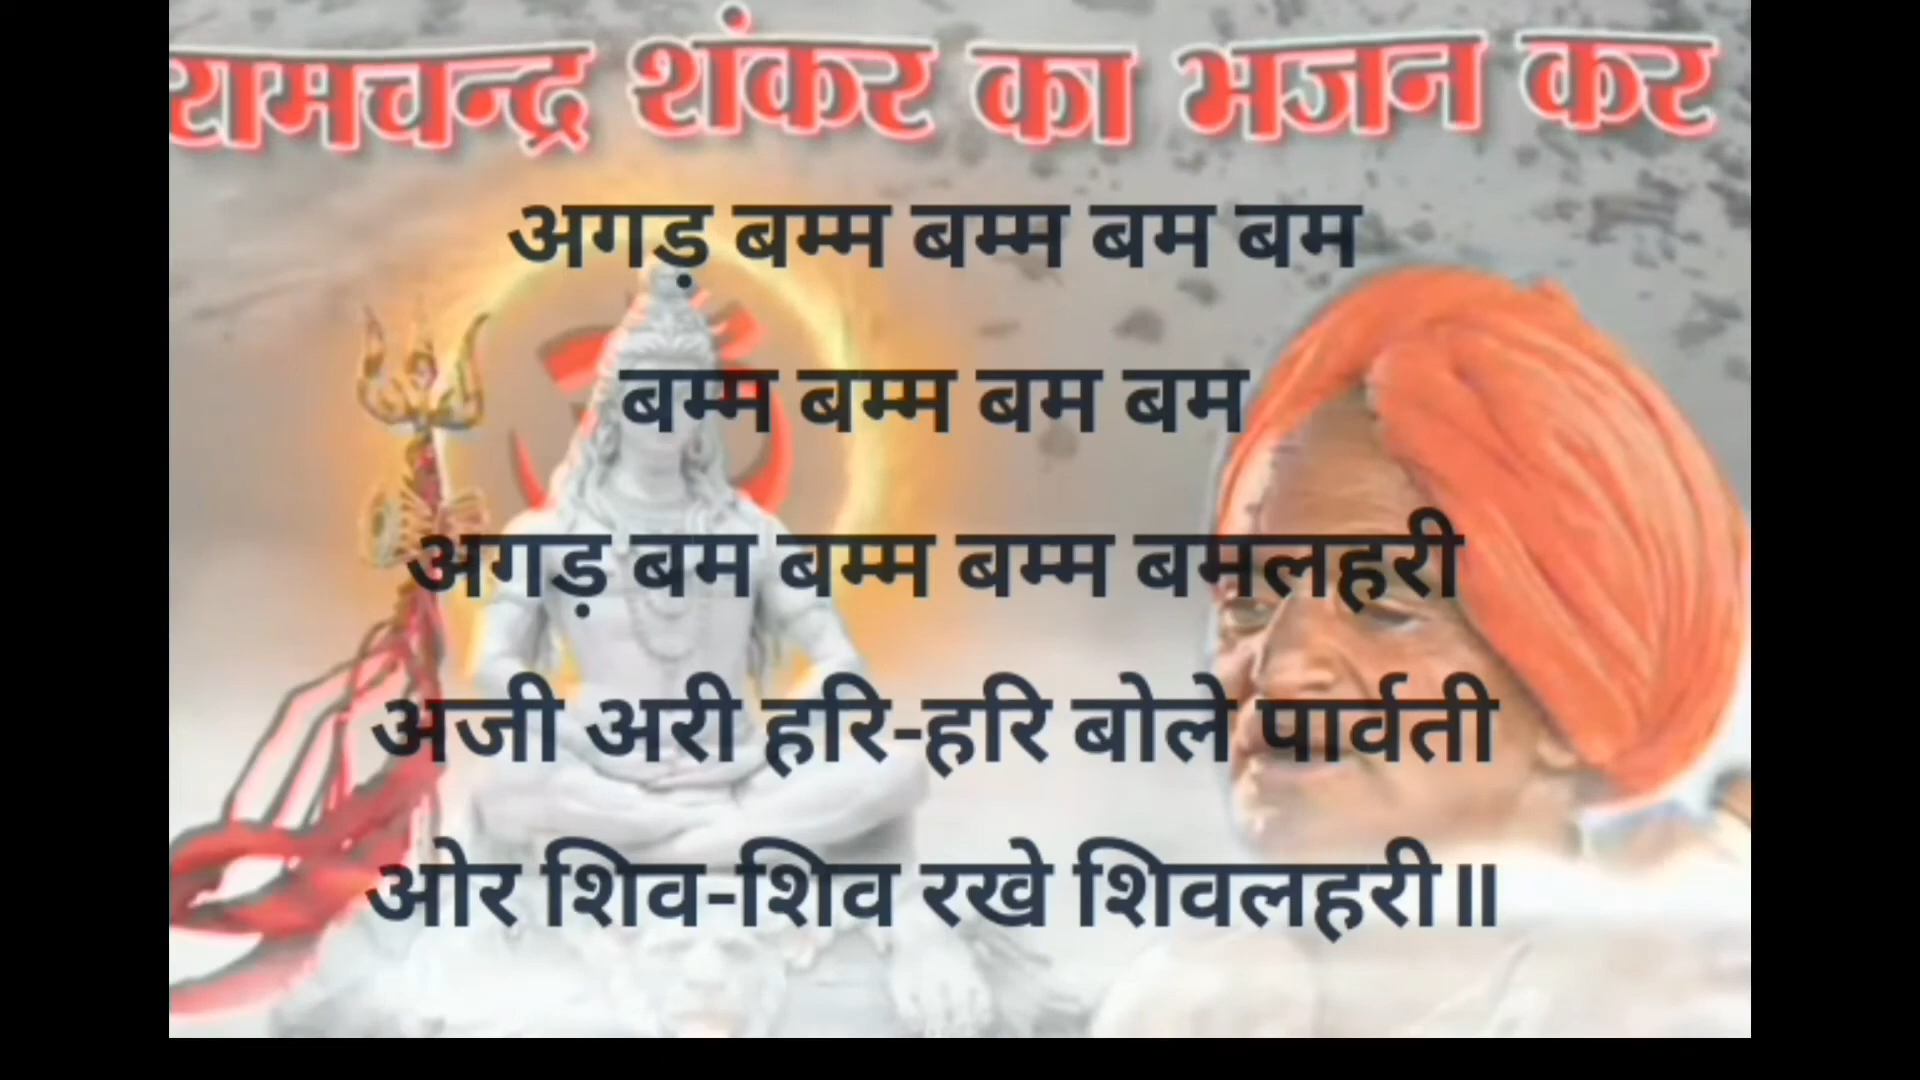 रामचन्द्र शंकर का भजन कर
अगड़ बम्म बम्म बम बम
बम्म बम्म बम बम
अगड़ बम बम्म बम्म बमलहरी
अजी अरी हरि-हरि बोले पार्वती
ओर शिव-शिव रखे शिवलहरी॥